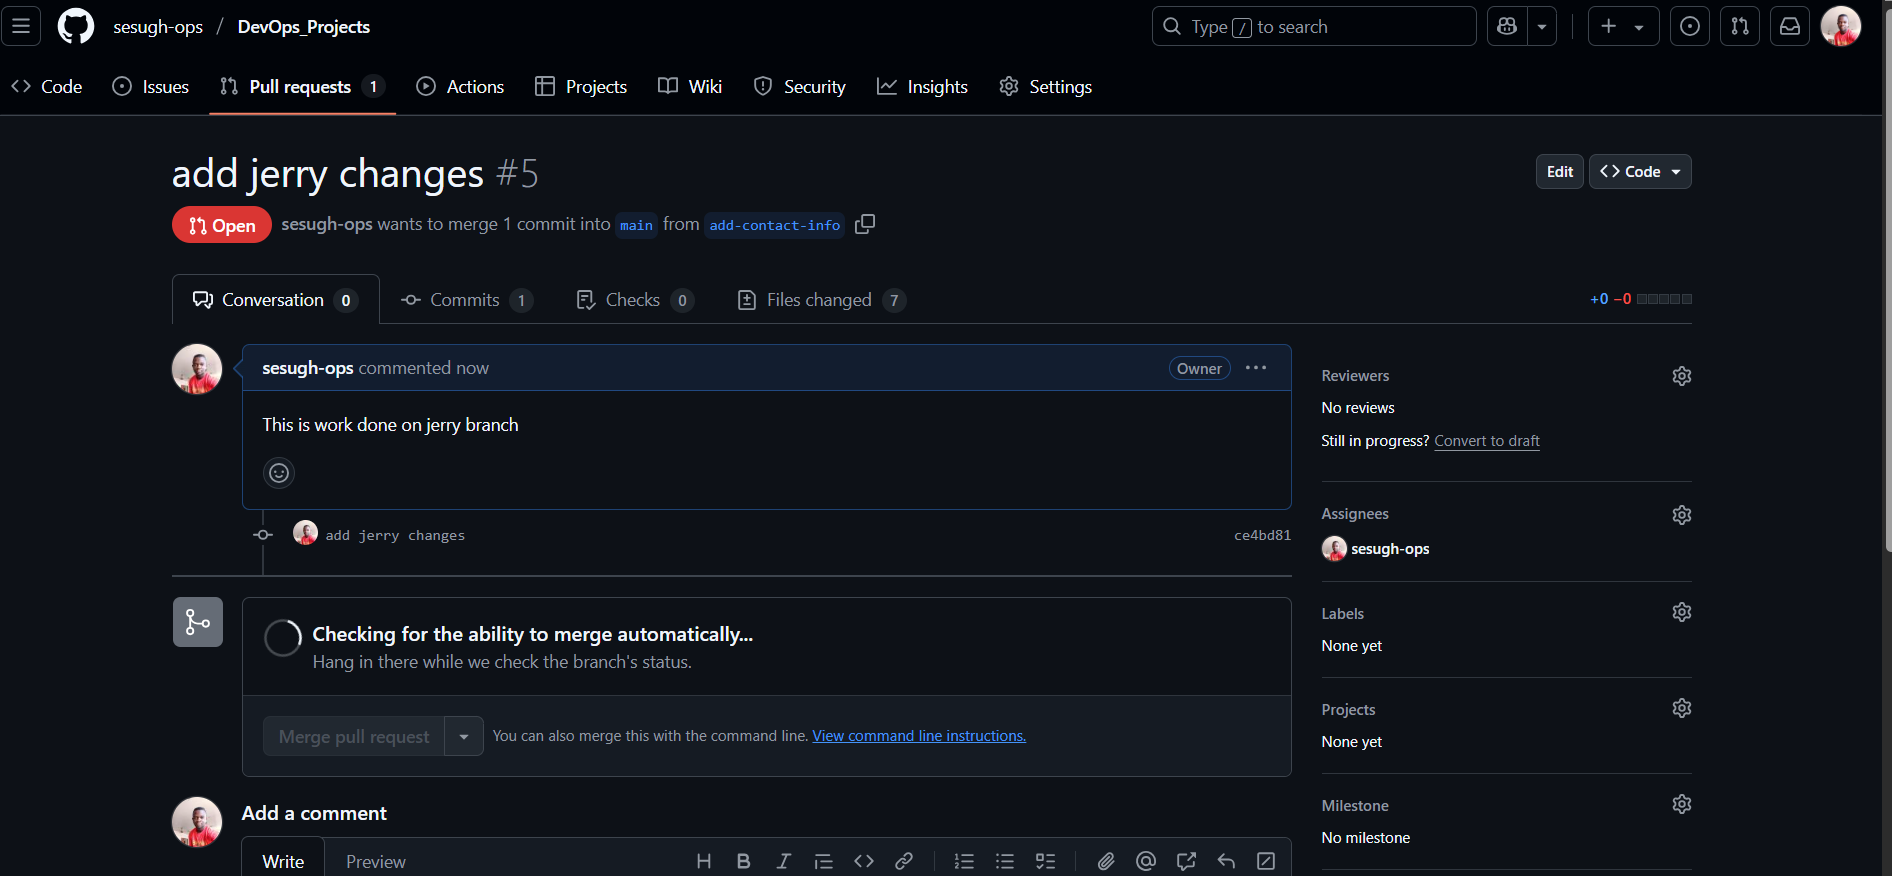 sesugh-ops / DevOps_Projects
Type / to search
Code
Issues
Pull requests 1
Actions
Projects
Wiki
Security
Insights
Settings
add jerry changes #5
Edit
Code
Open
sesugh-ops wants to merge 1 commit into main from add-contact-info
Conversation 0
Commits 1
Checks 0
Files changed 7
+0 −0
sesugh-ops commented now
Owner
This is work done on jerry branch
add jerry changes
ce4bd81
Checking for the ability to merge automatically...
Hang in there while we check the branch's status.
Merge pull request
You can also merge this with the command line. View command line instructions.
Add a comment
Write
Preview
Reviewers
No reviews
Still in progress? Convert to draft
Assignees
sesugh-ops
Labels
None yet
Projects
None yet
Milestone
No milestone